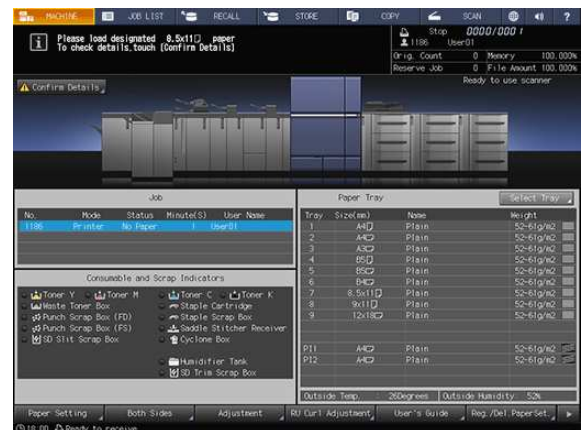 MACHINE JOB LIST RECALL STORE COPY SCAN ?
Please load designated 8.5x11 paper
To check details,touch [Confirm Details]
Stop 0000/0001
1186 User01
Orig. Count 0 Memory 100.000%
Reserve Job 0 File Amount 100.000%
Ready to use scanner
Confirm Details
Job
No. Mode Status Minute(S) User Name
1186 Printer No Paper 1 User01
Consumable and Scrap Indicators
Toner Y Toner M Toner C Toner K
Waste Toner Box Staple Cartridge
Punch Scrap Box (FD) Staple Scrap Box
Punch Scrap Box (FS) Saddle Stitcher Receiver
SD Slit Scrap Box Cyclone Box
Humidifier Tank
SD Trim Scrap Box
Paper Tray Select Tray
Tray Size(mm) Name Weight
1 A4 Plain 52-61g/m2
2 A4 Plain 52-61g/m2
3 A3 Plain 52-61g/m2
4 B5 Plain 52-61g/m2
5 B5 Plain 52-61g/m2
6 B4 Plain 52-61g/m2
7 8.5x11 Plain 52-61g/m2
8 9x11 Plain 52-61g/m2
9 12x18 Plain 52-61g/m2
PI1 A4 Plain 52-61g/m2
PI2 A4 Plain 52-61g/m2
Outside Temp. : 26Degrees Outside Humidity 52%
Paper Setting Both Sides Adjustment RU Curl Adjustment User's Guide Reg./Del.PaperSet.
18:00 Ready to receive